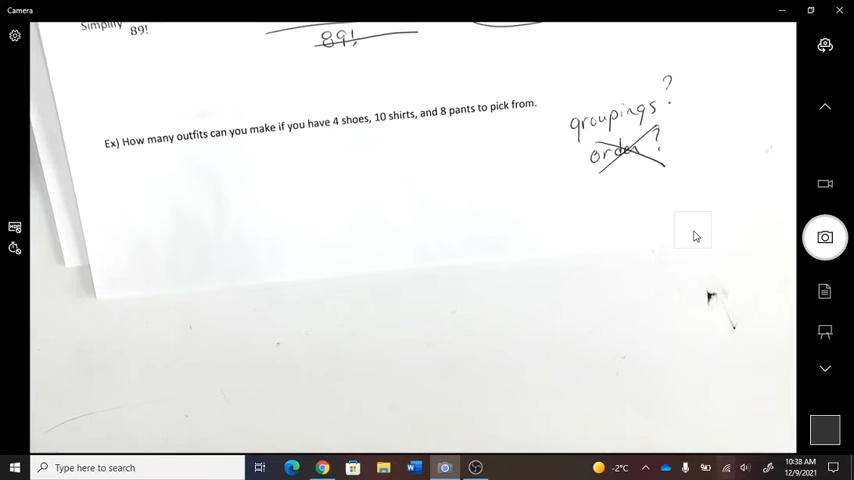 Camera
Simplify
89!
89!
groupings?
Ex) How many outfits can you make if you have 4 shoes, 10 shirts, and 8 pants to pick from.
order?
Type here to search
-2°C
10:38 AM
12/9/2021